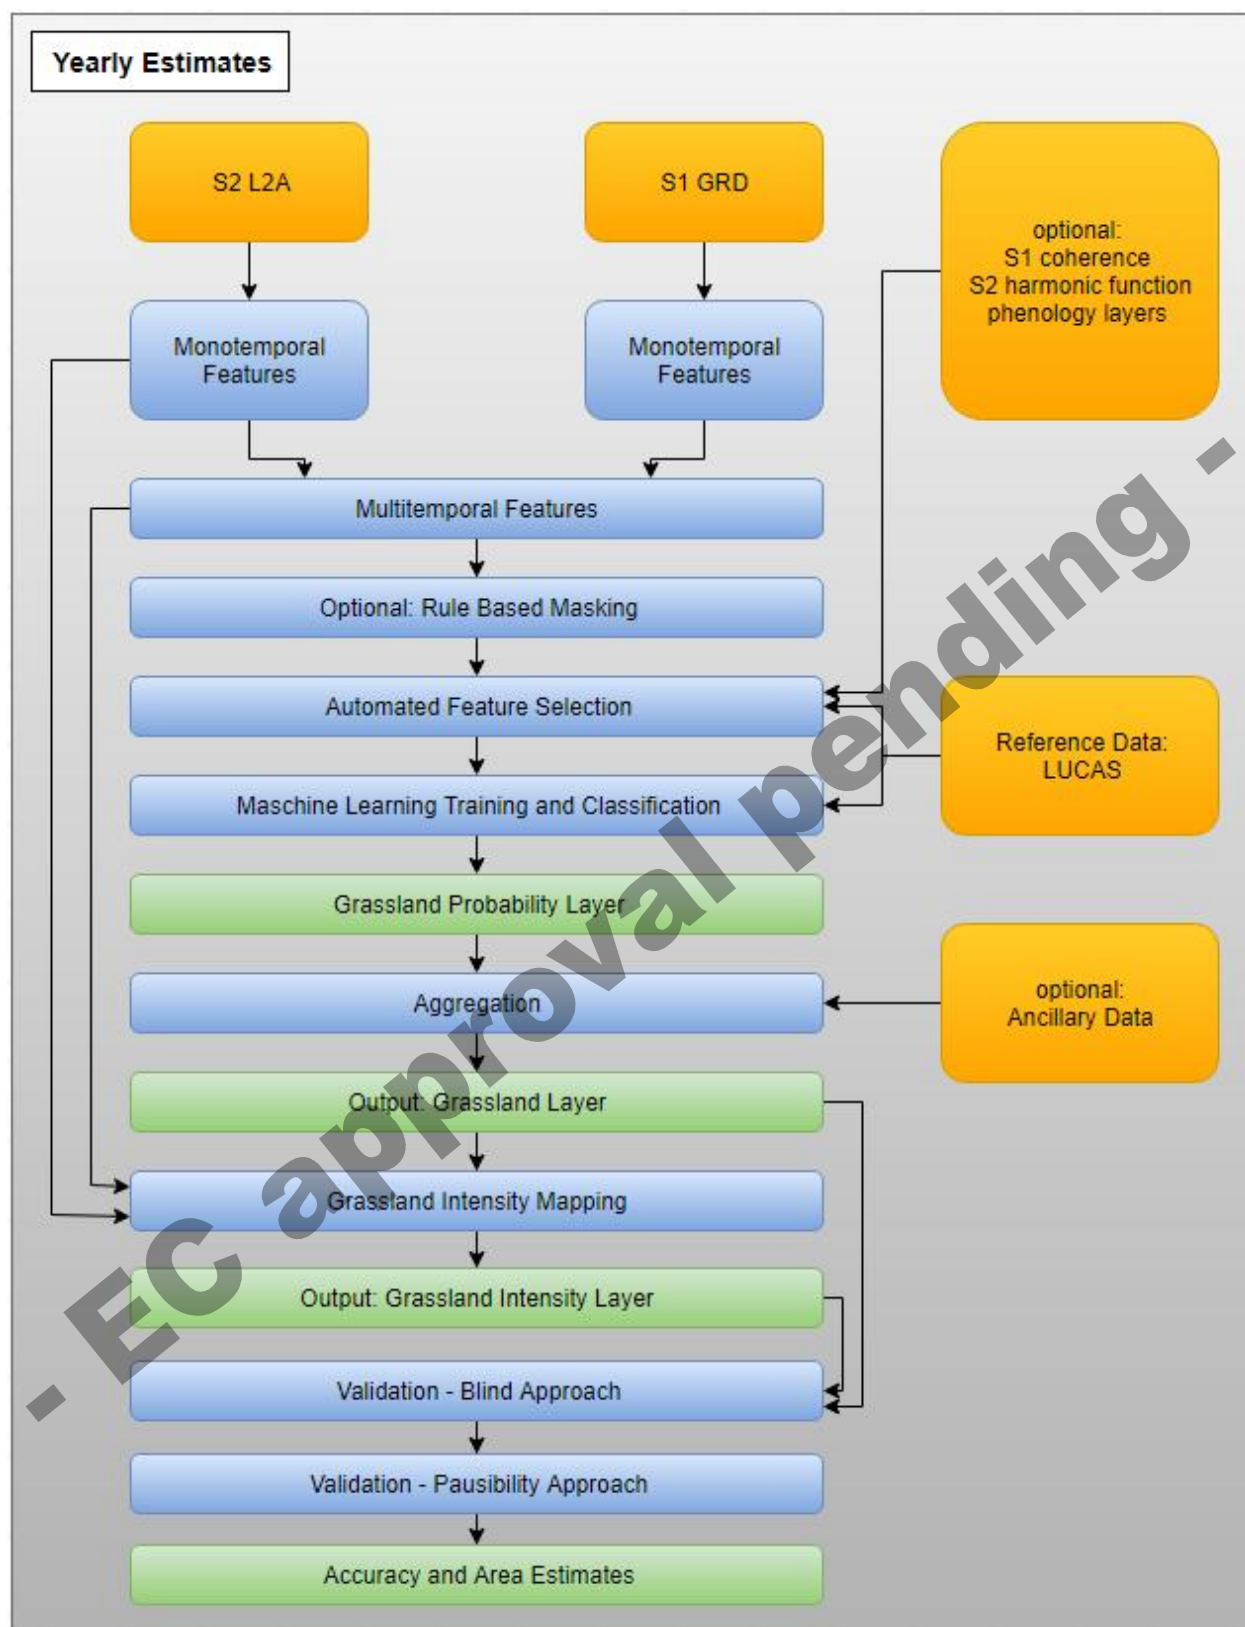 Yearly Estimates
S2 L2A
S1 GRD
optional:
S1 coherence
S2 harmonic function
phenology layers
Monotemporal
Features
Monotemporal
Features
Multitemporal Features
Optional: Rule Based Masking
Automated Feature Selection
Reference Data:
LUCAS
Maschine Learning Training and Classification
Grassland Probability Layer
Aggregation
optional:
Ancillary Data
Output: Grassland Layer
Grassland Intensity Mapping
Output: Grassland Intensity Layer
Validation - Blind Approach
Validation - Pausibility Approach
Accuracy and Area Estimates
- EC approval pending -